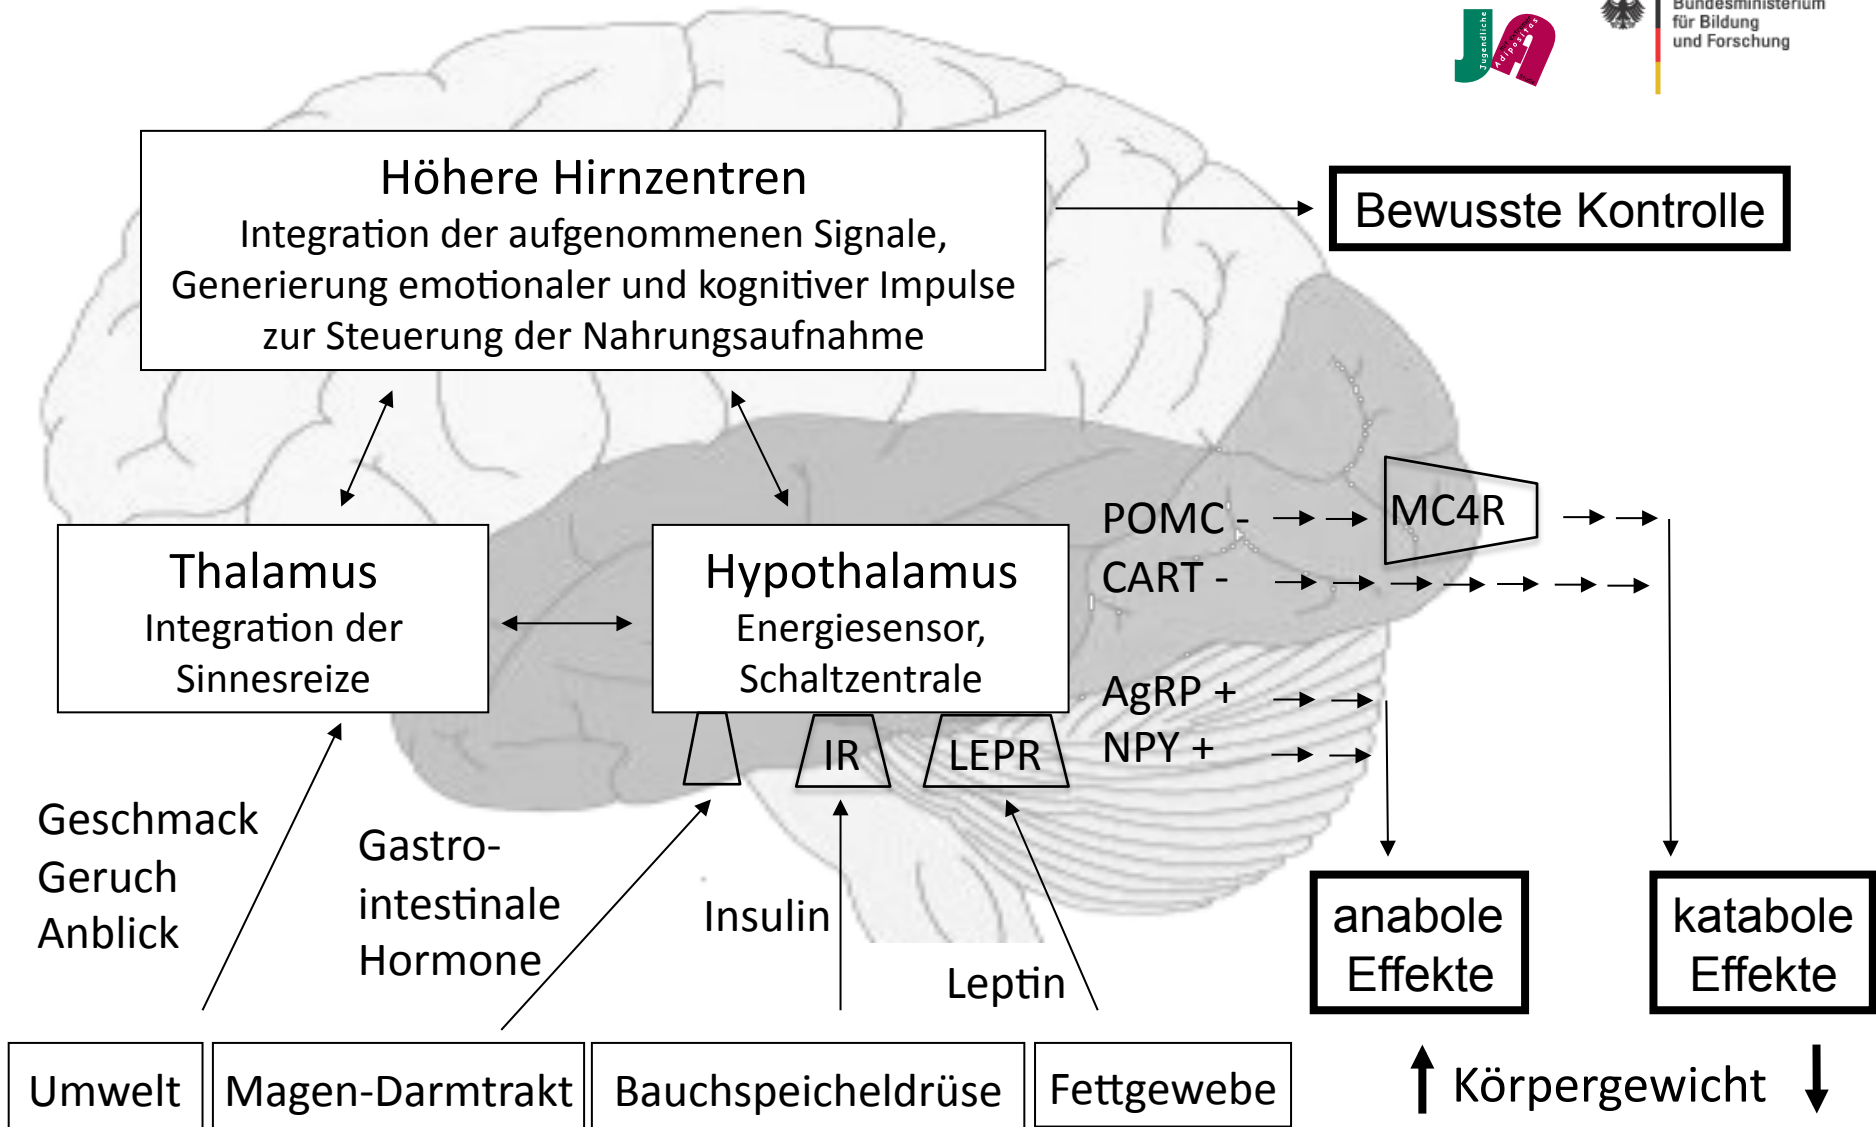 Jugendliche
Adipositas
Bundesministerium
für Bildung
und Forschung
Höhere Hirnzentren
Integration der aufgenommenen Signale,
Generierung emotionaler und kognitiver Impulse
zur Steuerung der Nahrungsaufnahme
Bewusste Kontrolle
Thalamus
Integration der
Sinnesreize
Hypothalamus
Energiesensor,
Schaltzentrale
POMC -
MC4R
CART -
AgRP +
NPY +
IR
LEPR
Geschmack
Geruch
Anblick
Gastro-
intestinale
Hormone
Insulin
Leptin
anabole
Effekte
katabole
Effekte
Umwelt
Magen-Darmtrakt
Bauchspeicheldrüse
Fettgewebe
Körpergewicht